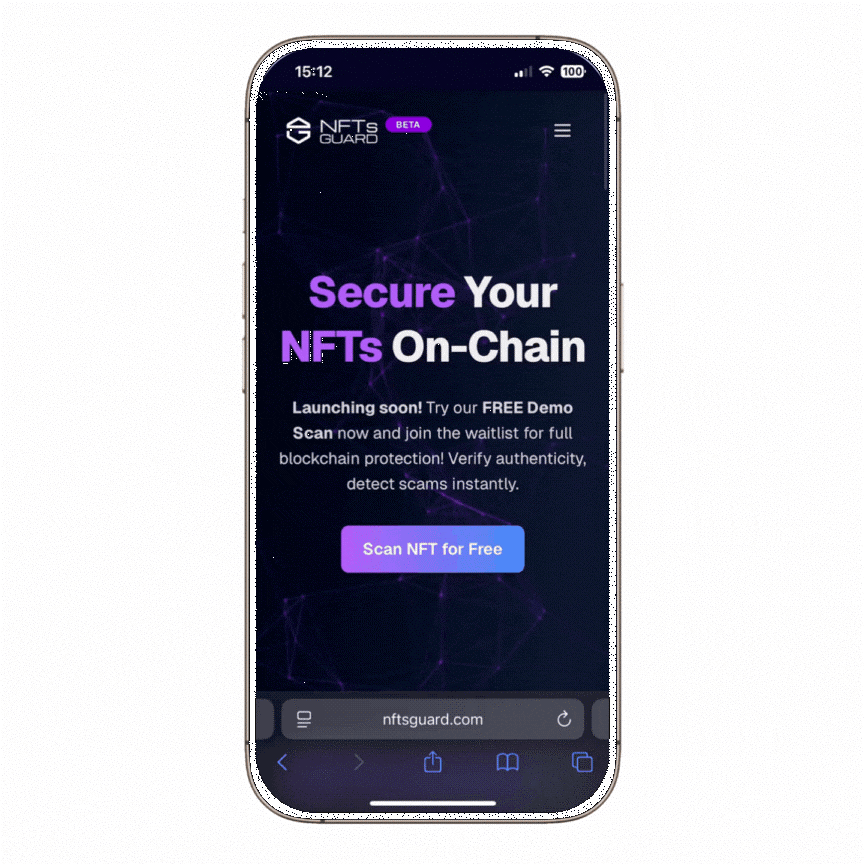 15:12
100
NFTs
GUARD
BETA
Secure Your
NFTs On-Chain
Launching soon! Try our FREE Demo
Scan now and join the waitlist for full
blockchain protection! Verify authenticity,
detect scams instantly.
Scan NFT for Free
nftsguard.com